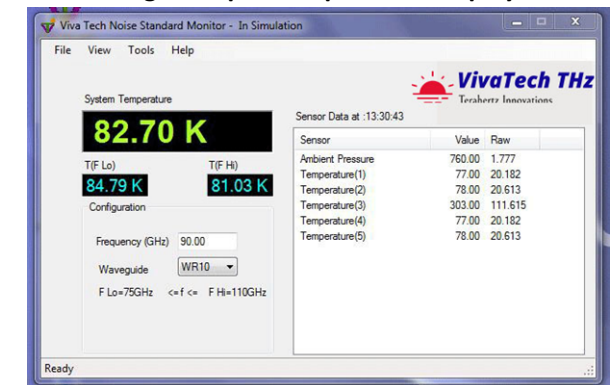 Viva Tech Noise Standard Monitor - In Simulation
File View Tools Help
VivaTech THz
Terahertz Innovations
System Temperature
82.70 K
T(F Lo) T(F Hi)
84.79 K 81.03 K
Configuration
Frequency (GHz) 90.00
Waveguide WR10
F Lo=75GHz <=f <= F Hi=110GHz
Sensor Data at :13:30:43
Sensor Value Raw
Ambient Pressure 760.00 1.777
Temperature(1) 77.00 20.182
Temperature(2) 78.00 20.613
Temperature(3) 303.00 111.615
Temperature(4) 77.00 20.182
Temperature(5) 78.00 20.613
Ready